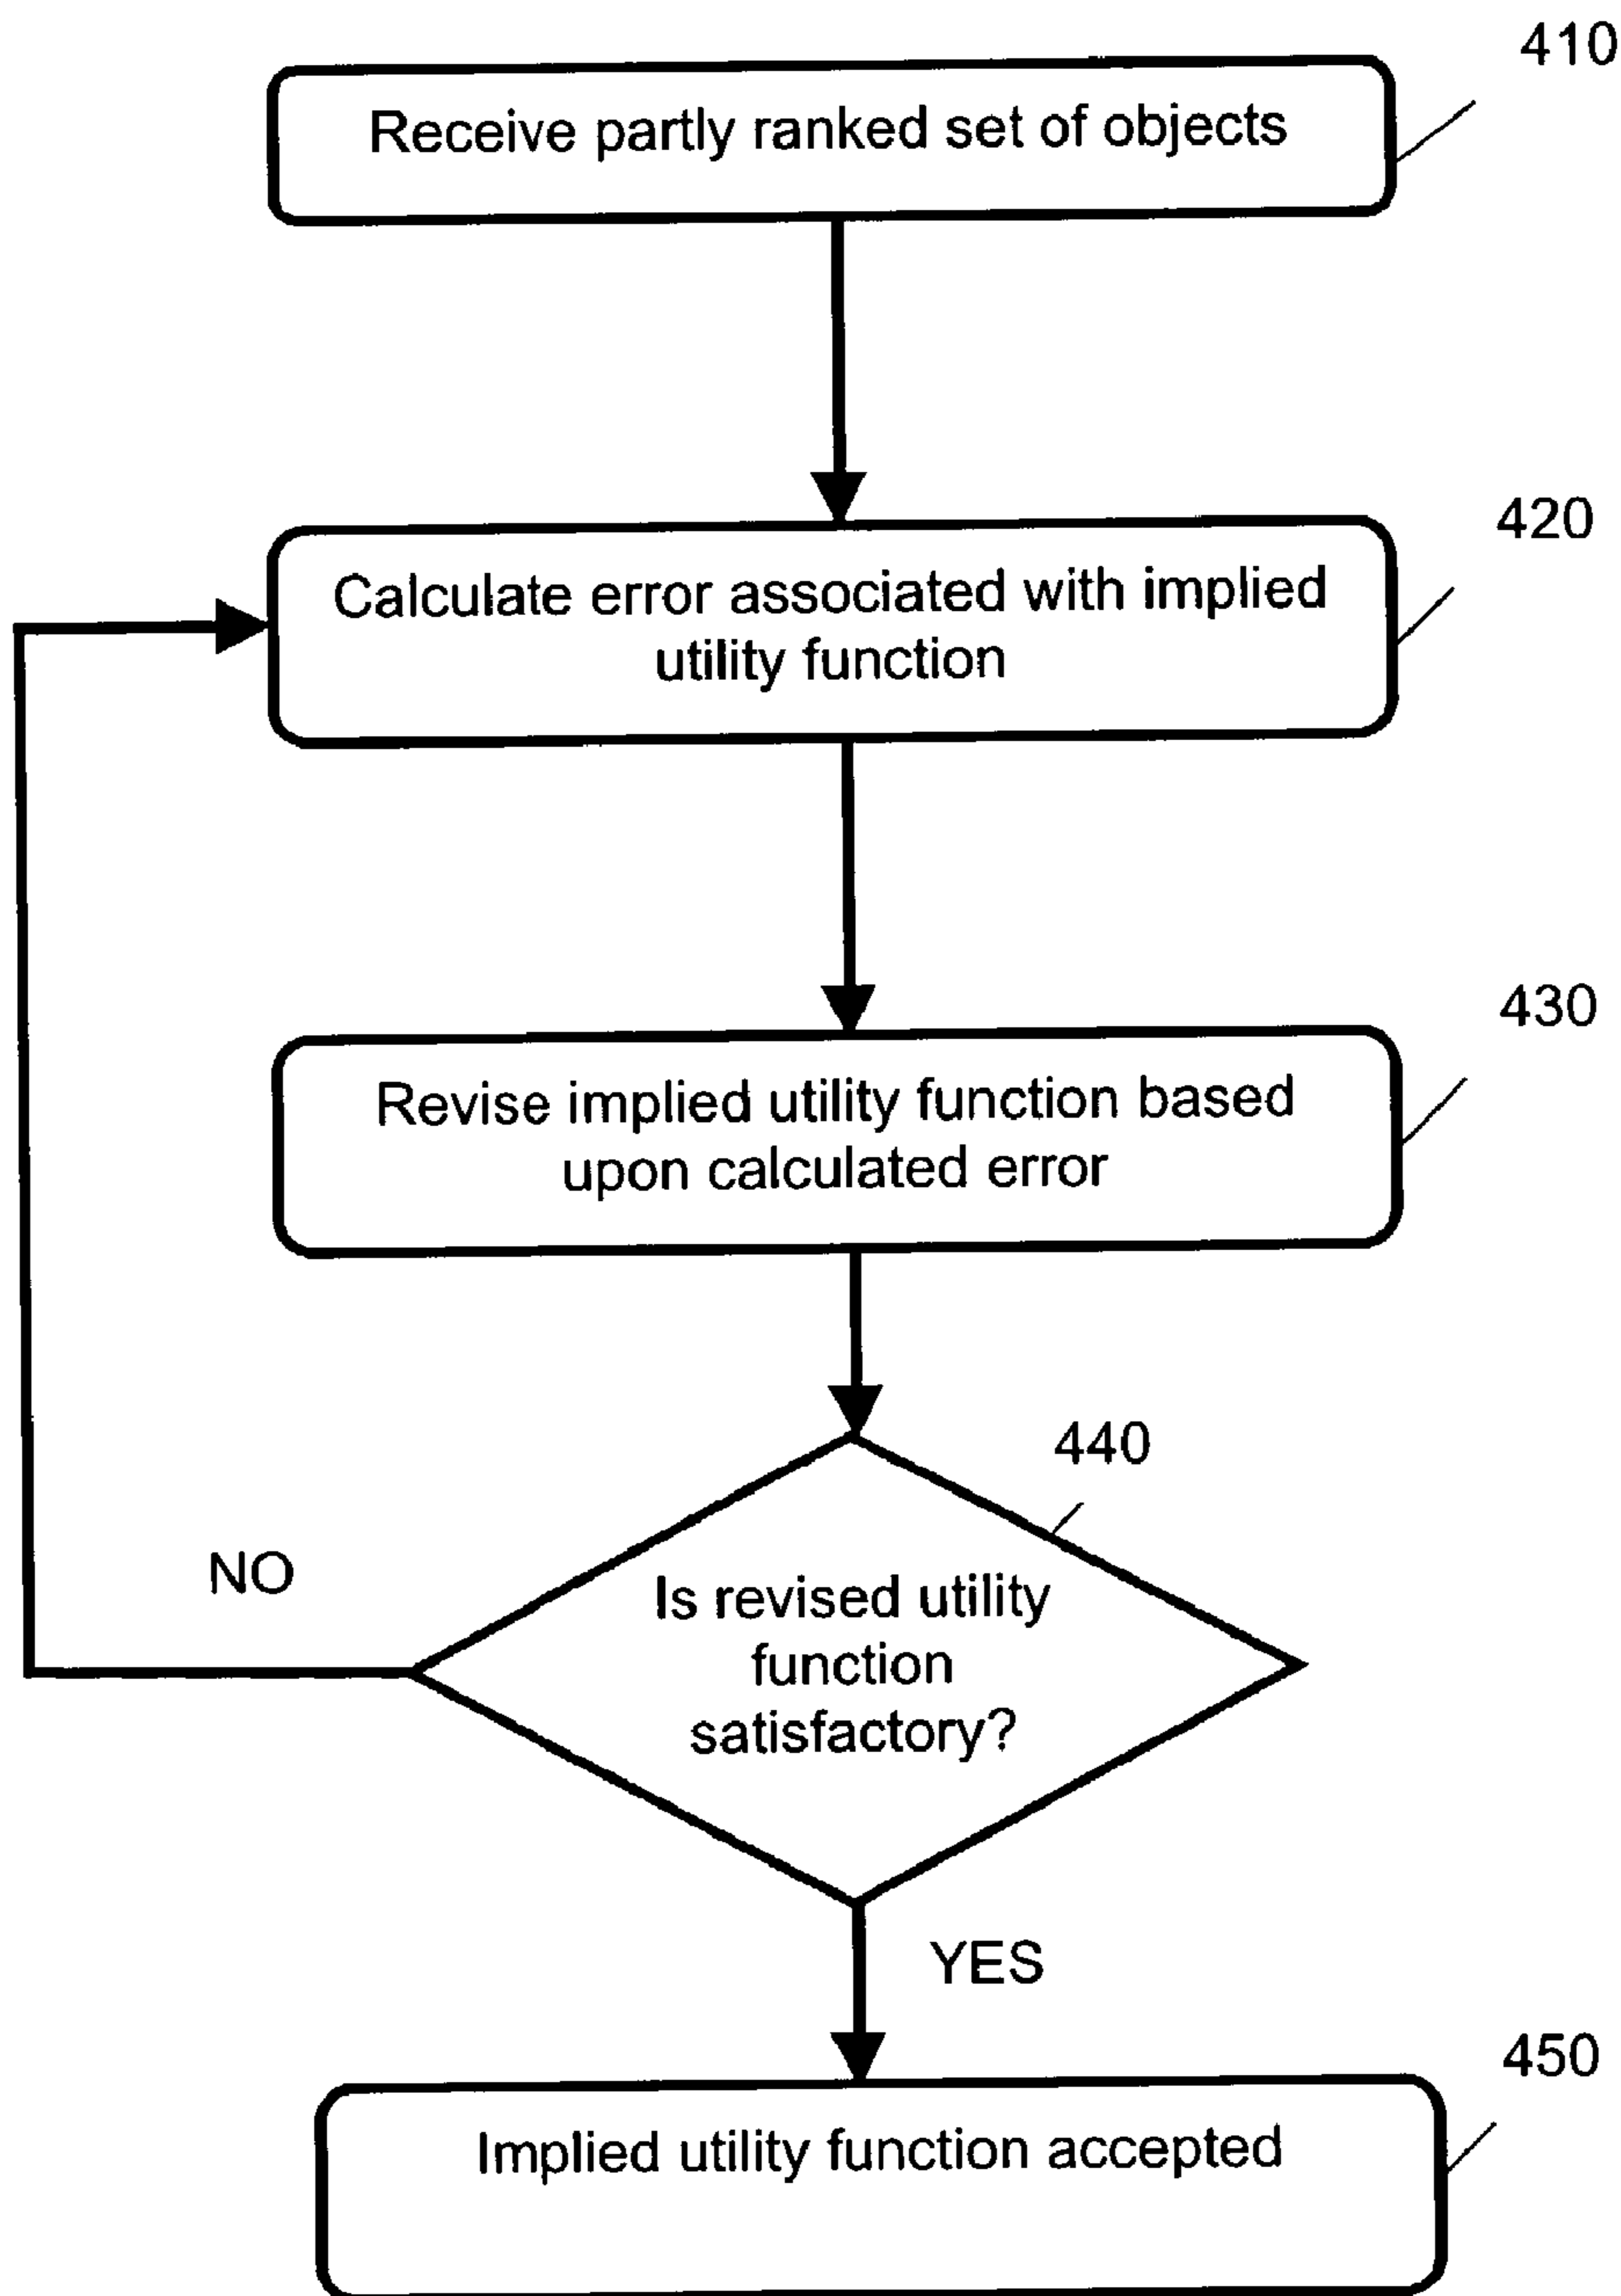 410
Receive partly ranked set of objects
420
Calculate error associated with implied
utility function
430
Revise implied utility function based
upon calculated error
440
NO
Is revised utility
function
satisfactory?
YES
450
Implied utility function accepted